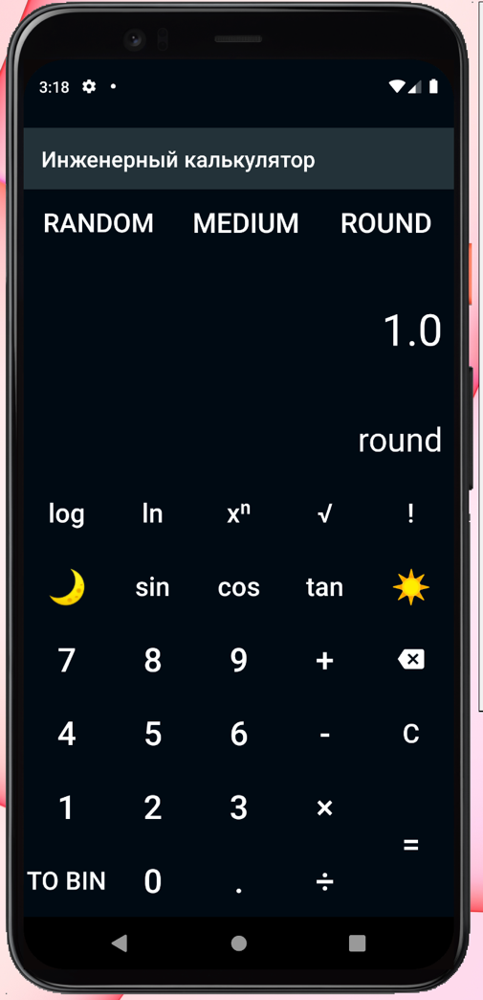 3:18
Инженерный калькулятор
RANDOM MEDIUM ROUND
1.0
round
log ln xⁿ √ !
sin cos tan
7 8 9 +
4 5 6 - C
1 2 3 ×
=
TO BIN 0 . ÷